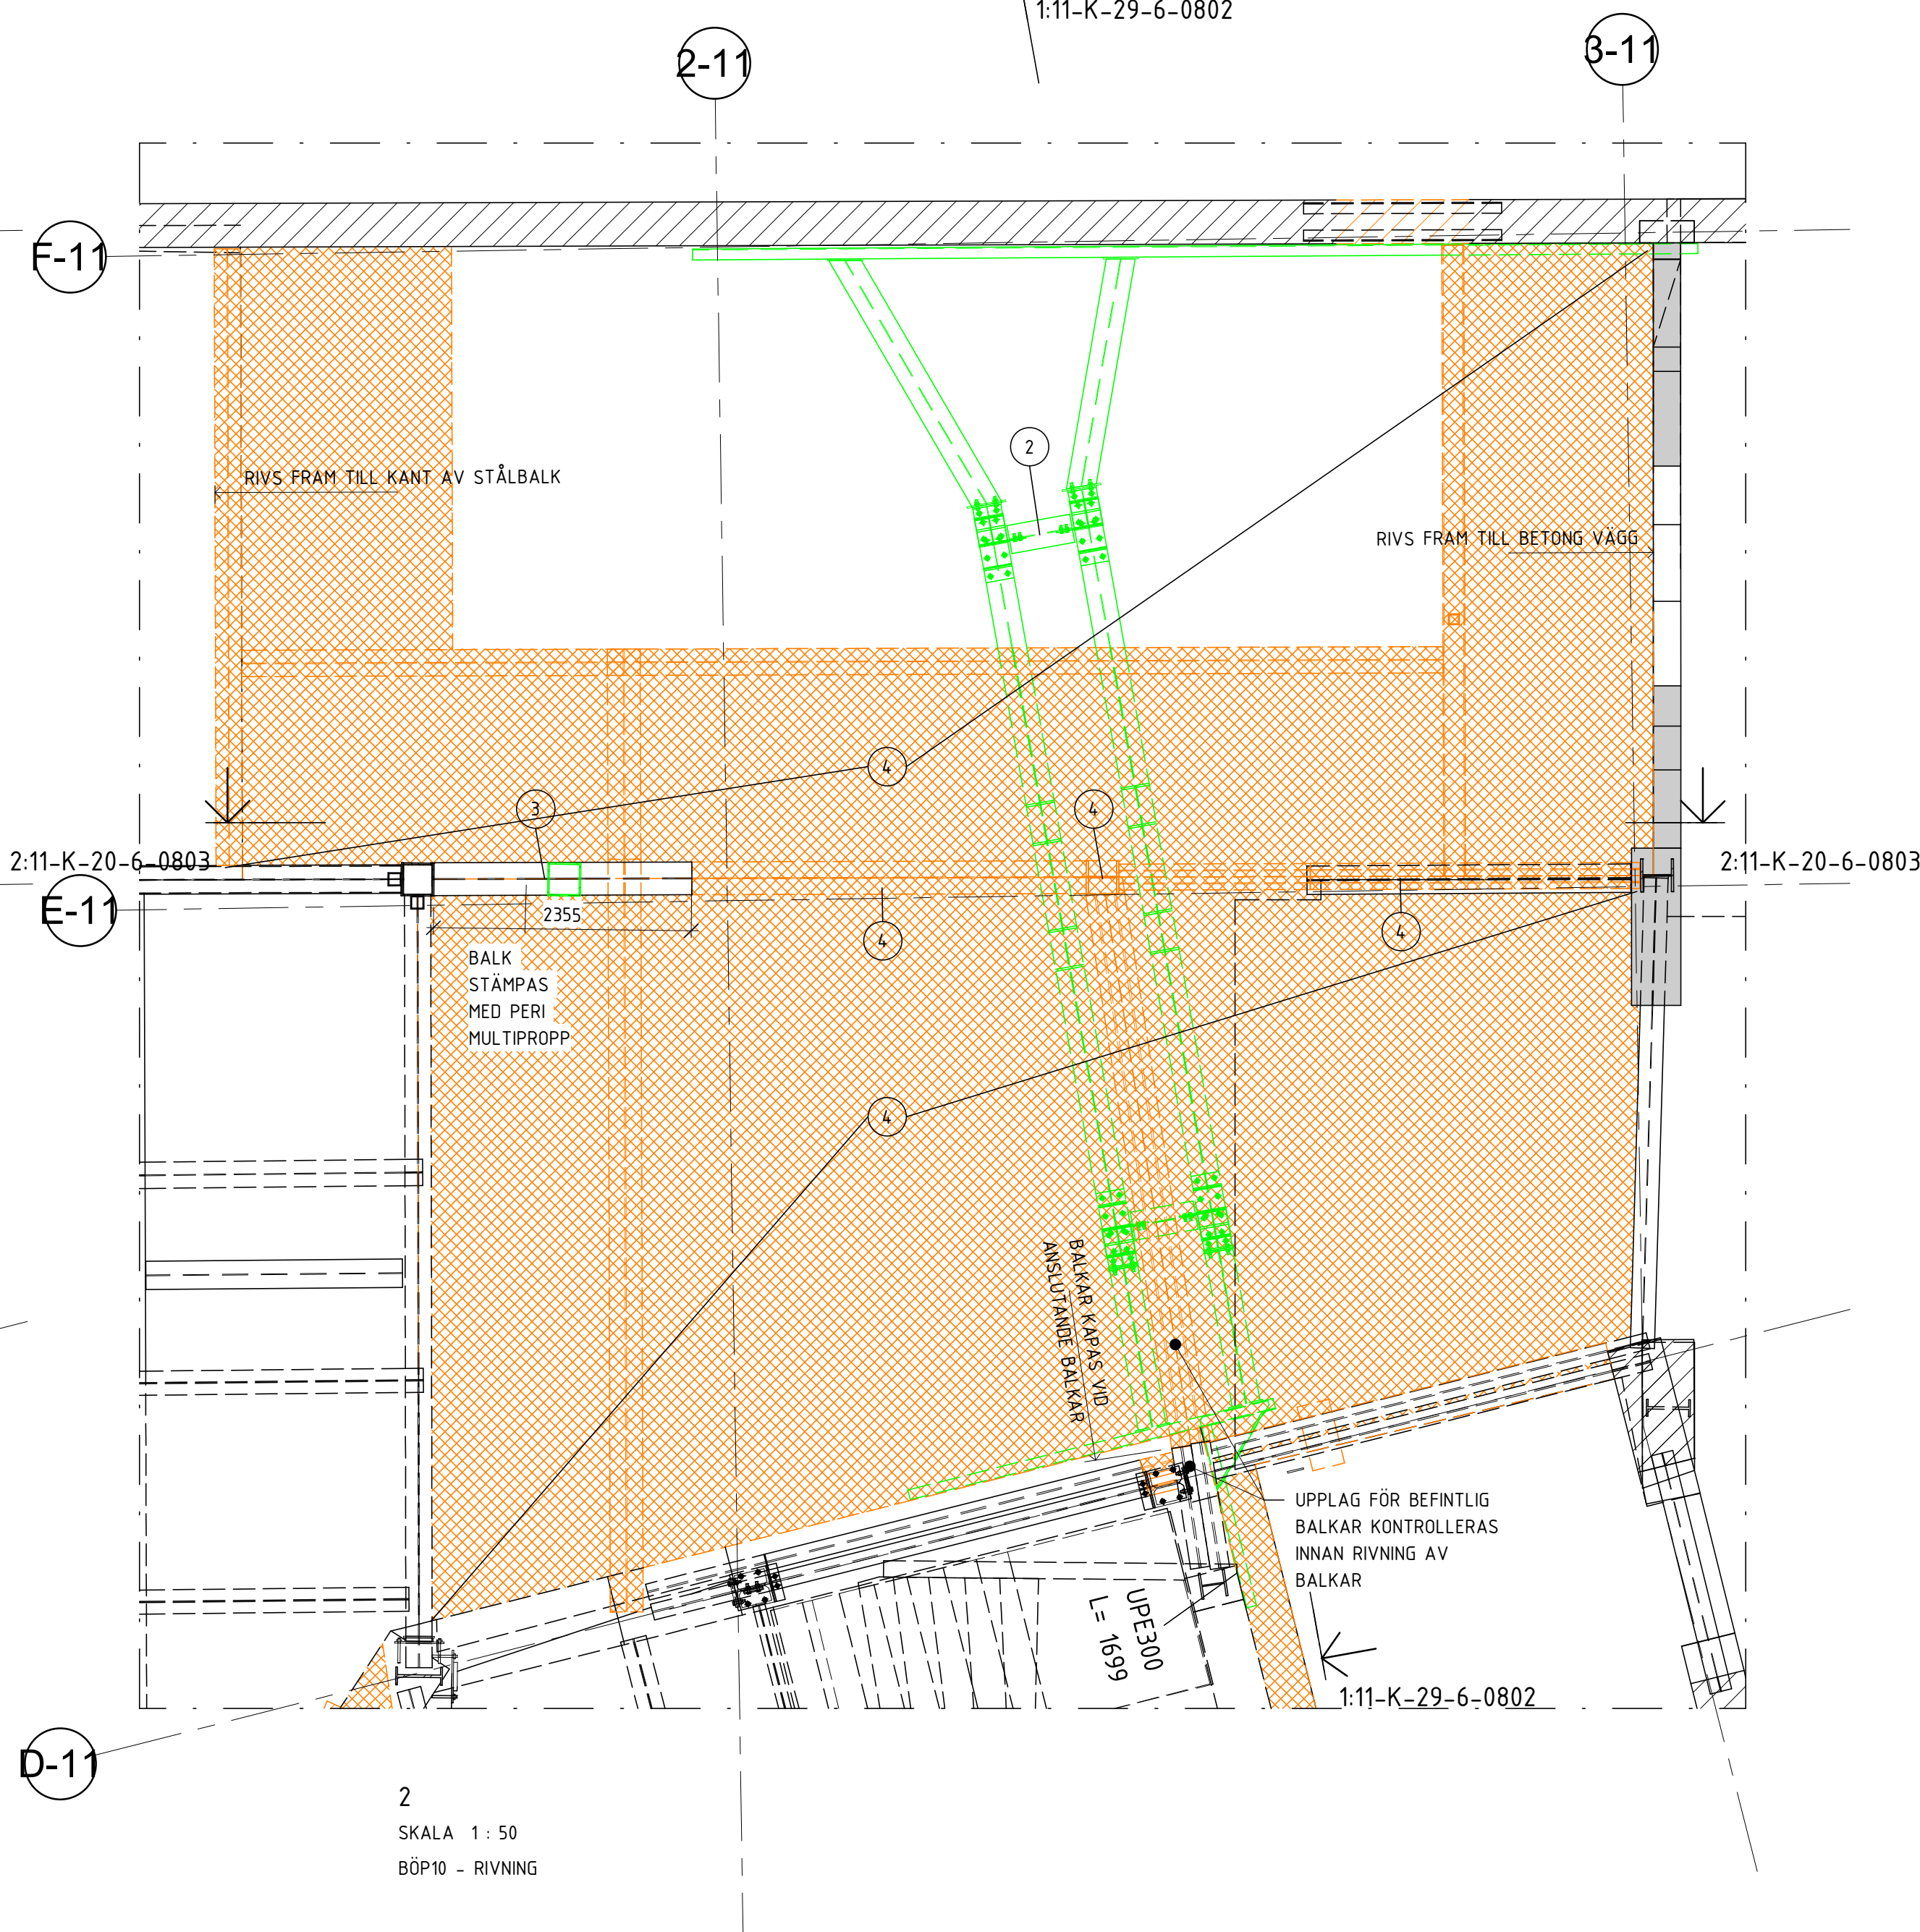 1:11-K-29-6-0802
2-11
3-11
F-11
RIVS FRAM TILL KANT AV STÅLBALK
2
RIVS FRAM TILL BETONG VÄGG
4
3
4
2:11-K-20-6-0803
2:11-K-20-6-0803
E-11
2355
4
4
BALK
STÄMPAS
MED PERI
MULTIPROPP
4
BALKAR KAPAS VID
ANSLUTANDE BALKAR
UPPLAG FÖR BEFINTLIG
BALKAR KONTROLLERAS
INNAN RIVNING AV
BALKAR
UPE300
L= 1699
1:11-K-29-6-0802
D-11
2
SKALA 1 : 50
BÖP10 - RIVNING